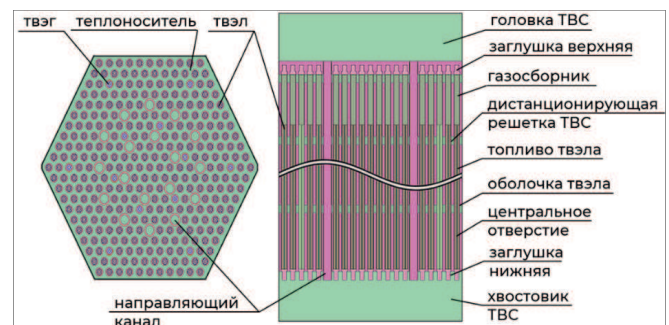 твэг
теплоноситель
твэл
головка ТВС
заглушка верхняя
газосборник
дистанционирующая
решетка ТВС
топливо твэла
оболочка твэла
центральное
отверстие
заглушка
нижняя
хвостовик
ТВС
направляющий
канал